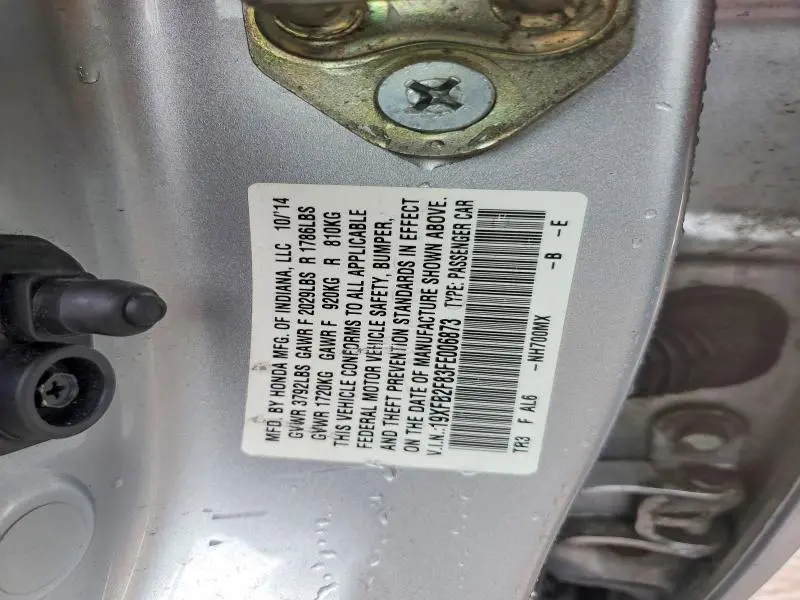 MFD. BY HONDA MFG. OF INDIANA, LLC 10/'14
GVWR 3792LBS GAWR F 2029LBS R 1786LBS
GVWR 1720KG GAWR F 920KG R 810KG
THIS VEHICLE CONFORMS TO ALL APPLICABLE
FEDERAL MOTOR VEHICLE SAFETY, BUMPER,
AND THEFT PREVENTION STANDARDS IN EFFECT
ON THE DATE OF MANUFACTURE SHOWN ABOVE.
V.I.N.:19XFB2F83FE006873 TYPE: PASSENGER CAR
TR3 F AL6 -NH700MX -B -E